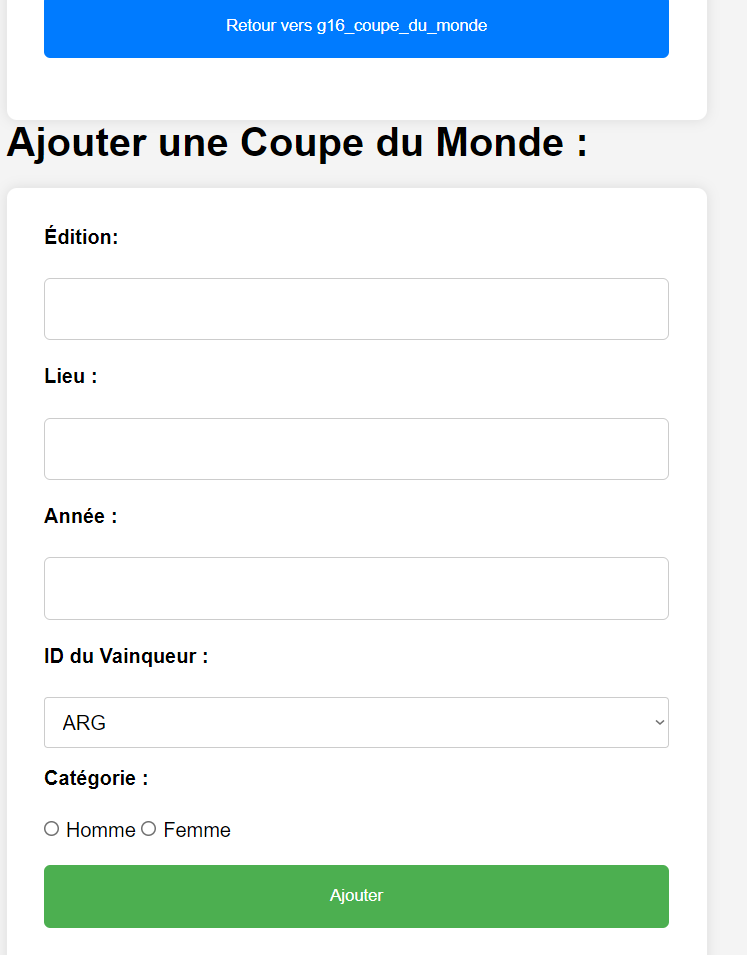 Retour vers g16_coupe_du_monde
Ajouter une Coupe du Monde :
Édition:
Lieu :
Année :
ID du Vainqueur :
ARG
Catégorie :
Homme Femme
Ajouter